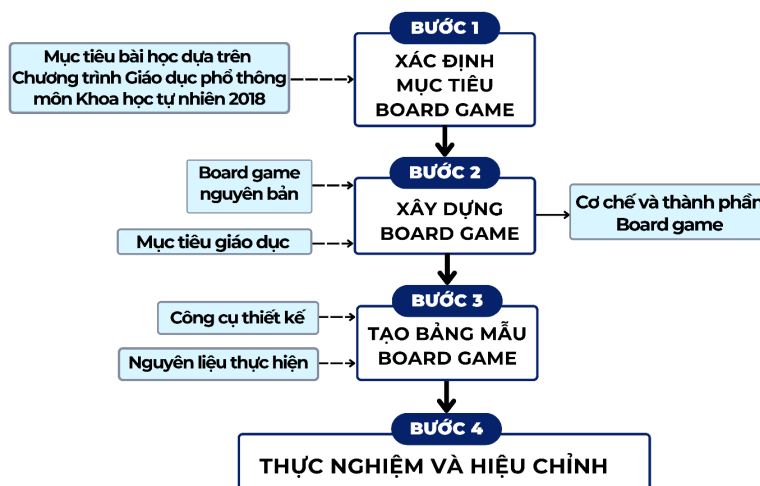 BƯỚC 1
XÁC ĐỊNH
MỤC TIÊU
BOARD GAME
Mục tiêu bài học dựa trên
Chương trình Giáo dục phổ thông
môn Khoa học tự nhiên 2018
BƯỚC 2
XÂY DỰNG
BOARD GAME
Board game
nguyên bản
Mục tiêu giáo dục
Cơ chế và thành phần
Board game
BƯỚC 3
TẠO BẢNG MẪU
BOARD GAME
Công cụ thiết kế
Nguyên liệu thực hiện
BƯỚC 4
THỰC NGHIỆM VÀ HIỆU CHỈNH